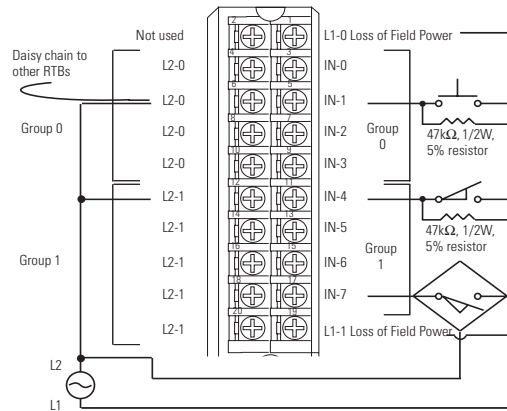 Not used
2
1
L1-0 Loss of Field Power
Daisy chain to
other RTBs
L2-0
4
3
IN-0
L2-0
6
5
IN-1
Group 0
L2-0
8
7
IN-2
Group
0
47kΩ, 1/2W,
5% resistor
L2-0
10
9
IN-3
L2-1
12
11
IN-4
L2-1
14
13
IN-5
47kΩ, 1/2W,
5% resistor
Group 1
L2-1
16
15
IN-6
Group
1
L2-1
18
17
IN-7
L2-1
20
19
L1-1 Loss of Field Power
L2
L1